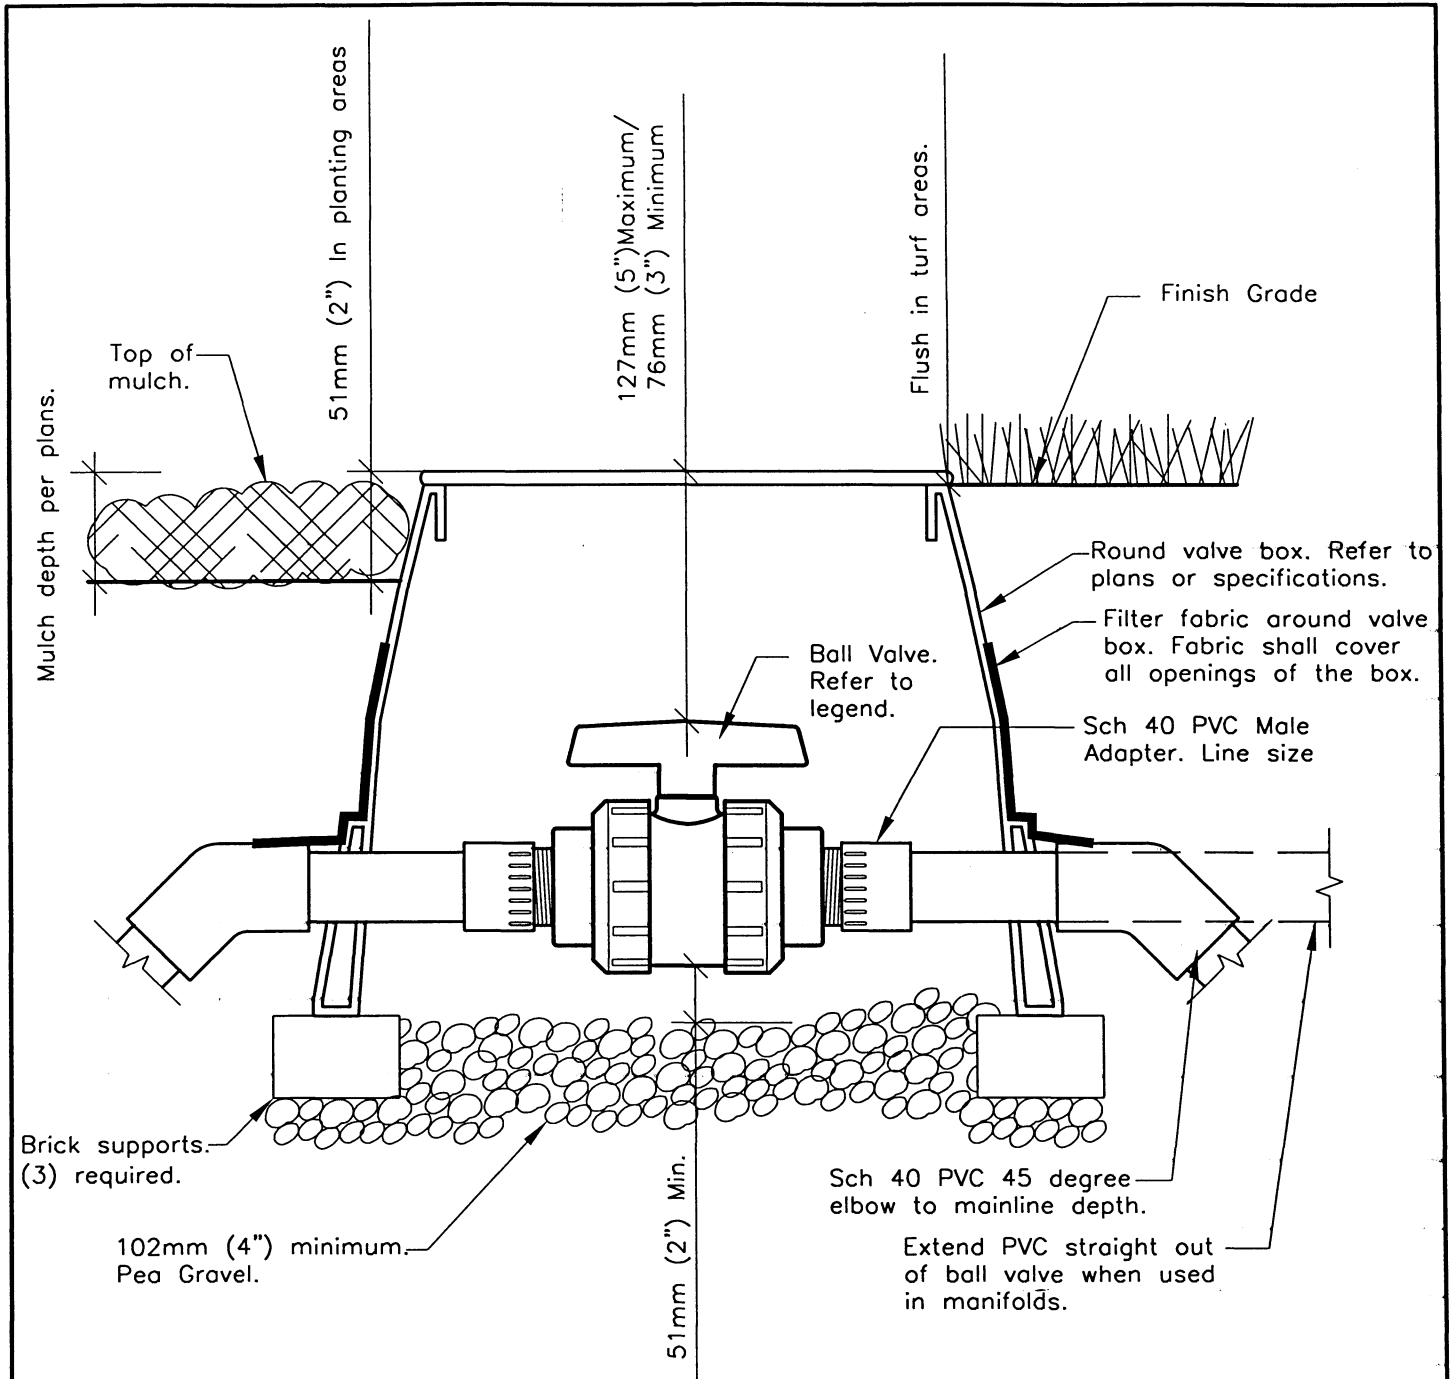 Mulch depth per plans.
Top of
mulch.
51mm (2") In planting areas
127mm (5")Maximum/
76mm (3") Minimum
Flush in turf areas.
Finish Grade
Round valve box. Refer to
plans or specifications.
Filter fabric around valve
box. Fabric shall cover
all openings of the box.
Ball Valve.
Refer to
legend.
Sch 40 PVC Male
Adapter. Line size
Brick supports.
(3) required.
102mm (4") minimum.
Pea Gravel.
51mm (2") Min.
Sch 40 PVC 45 degree
elbow to mainline depth.
Extend PVC straight out
of ball valve when used
in manifolds.